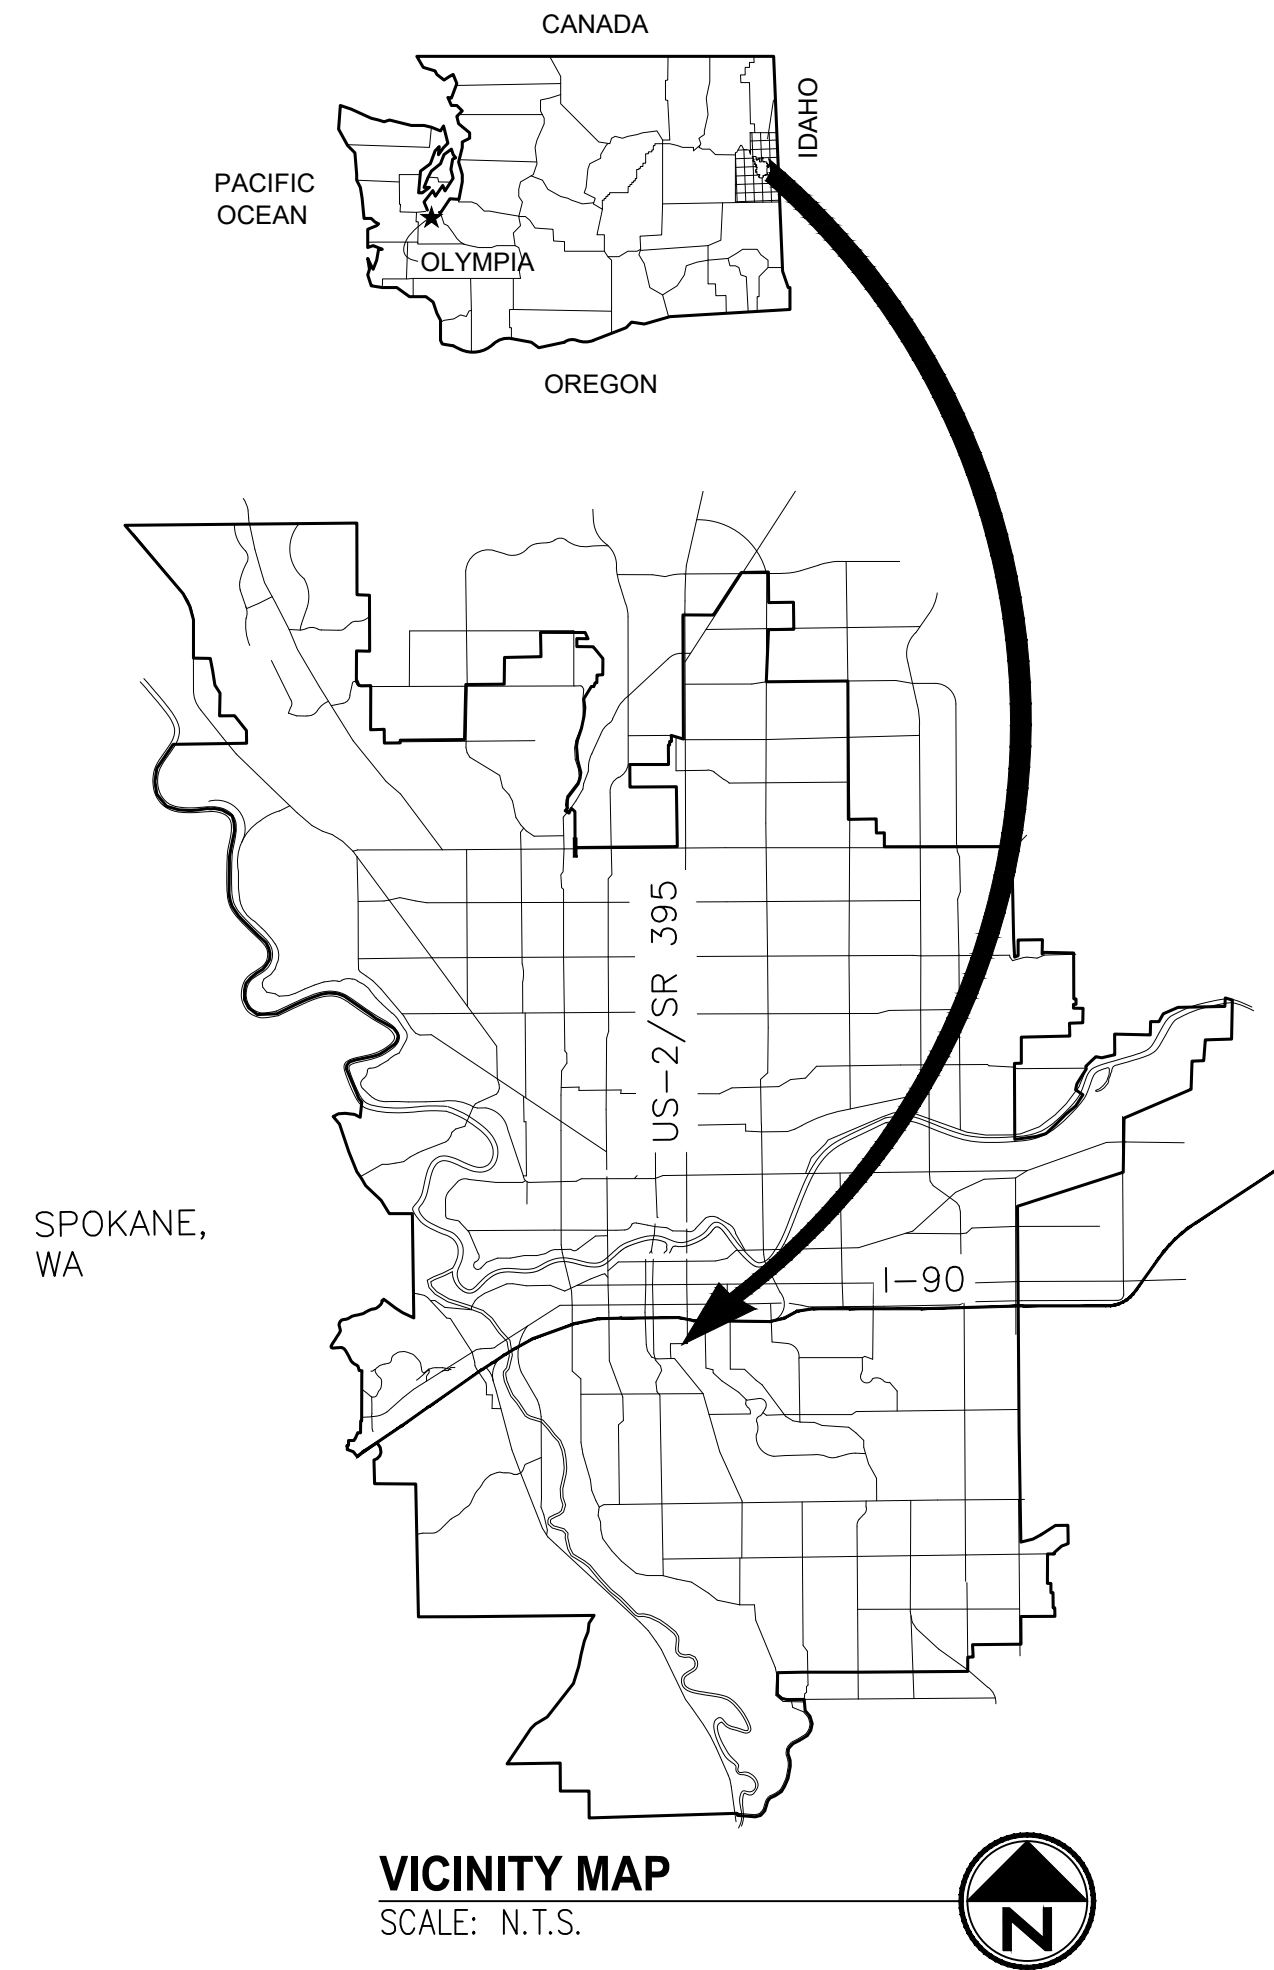 CANADA
IDAHO
PACIFIC
OCEAN
OLYMPIA
OREGON
US-2/SR 395
SPOKANE,
WA
I-90
VICINITY MAP
SCALE: N.T.S.
N